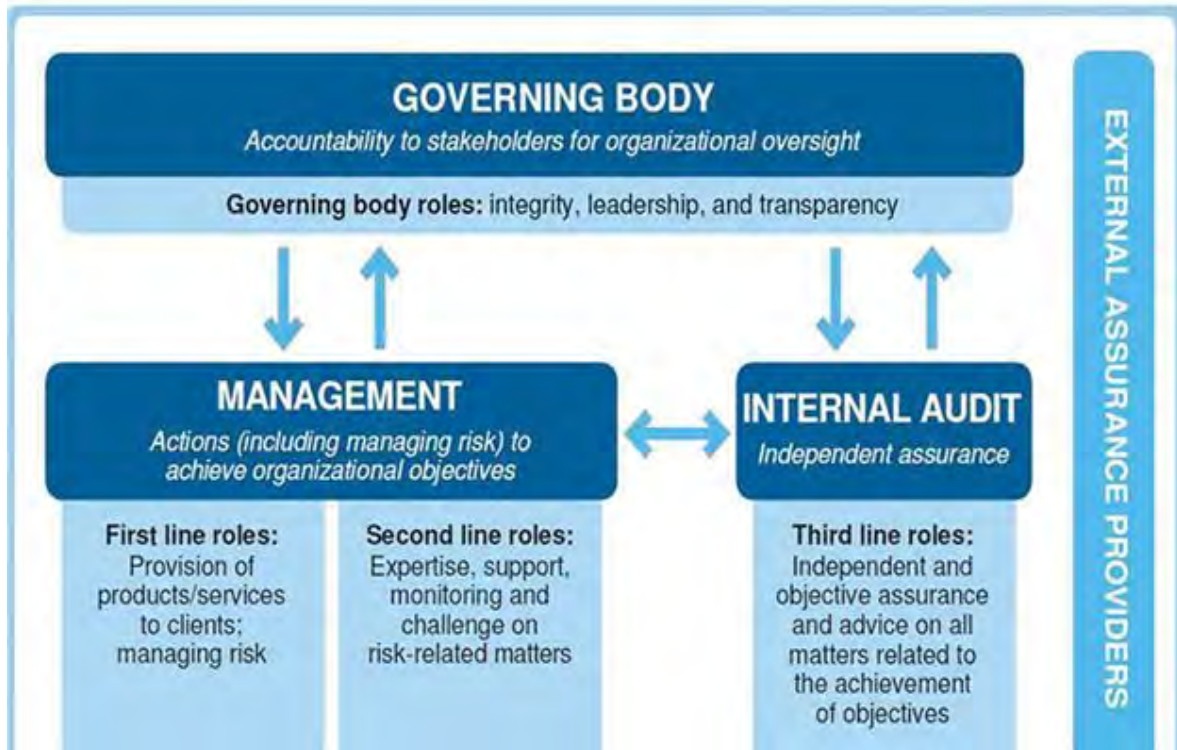 GOVERNING BODY
Accountability to stakeholders for organizational oversight
Governing body roles: integrity, leadership, and transparency
MANAGEMENT
Actions (including managing risk) to
achieve organizational objectives
First line roles:
Provision of
products/services
to clients;
managing risk
Second line roles:
Expertise, support,
monitoring and
challenge on
risk-related matters
INTERNAL AUDIT
Independent assurance
Third line roles:
Independent and
objective assurance
and advice on all
matters related to
the achievement
of objectives
EXTERNAL ASSURANCE PROVIDERS